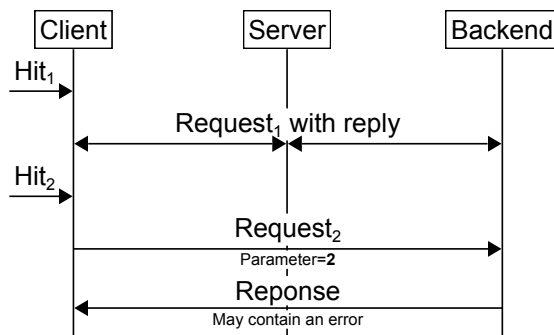 Client Server Backend
Hit₁
Request₁ with reply
Hit₂
Request₂
Parameter=2
Reponse
May contain an error